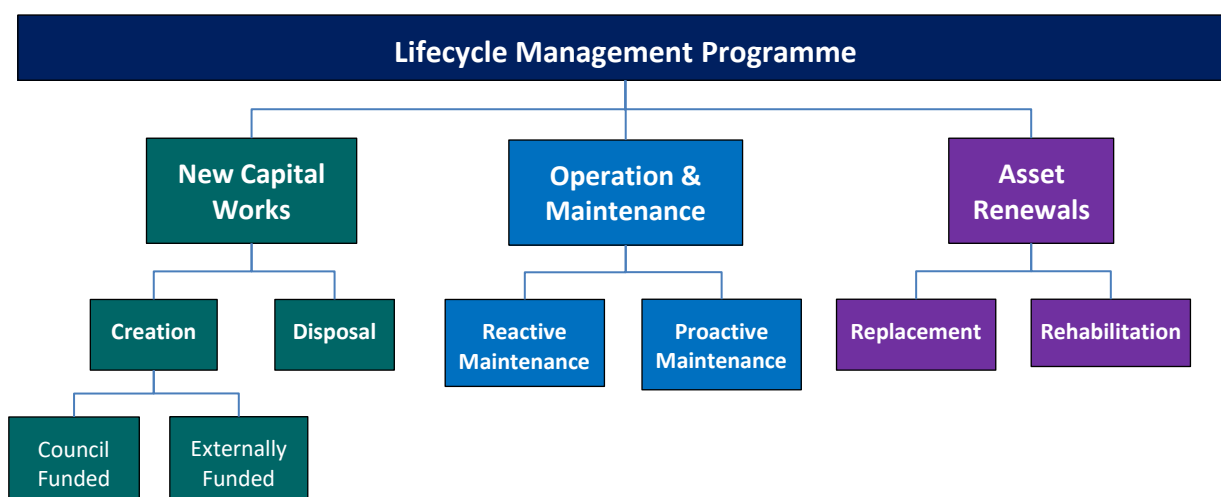 Lifecycle Management Programme
New Capital
Works
Operation &
Maintenance
Asset
Renewals
Creation
Disposal
Reactive
Maintenance
Proactive
Maintenance
Replacement
Rehabilitation
Council
Funded
Externally
Funded